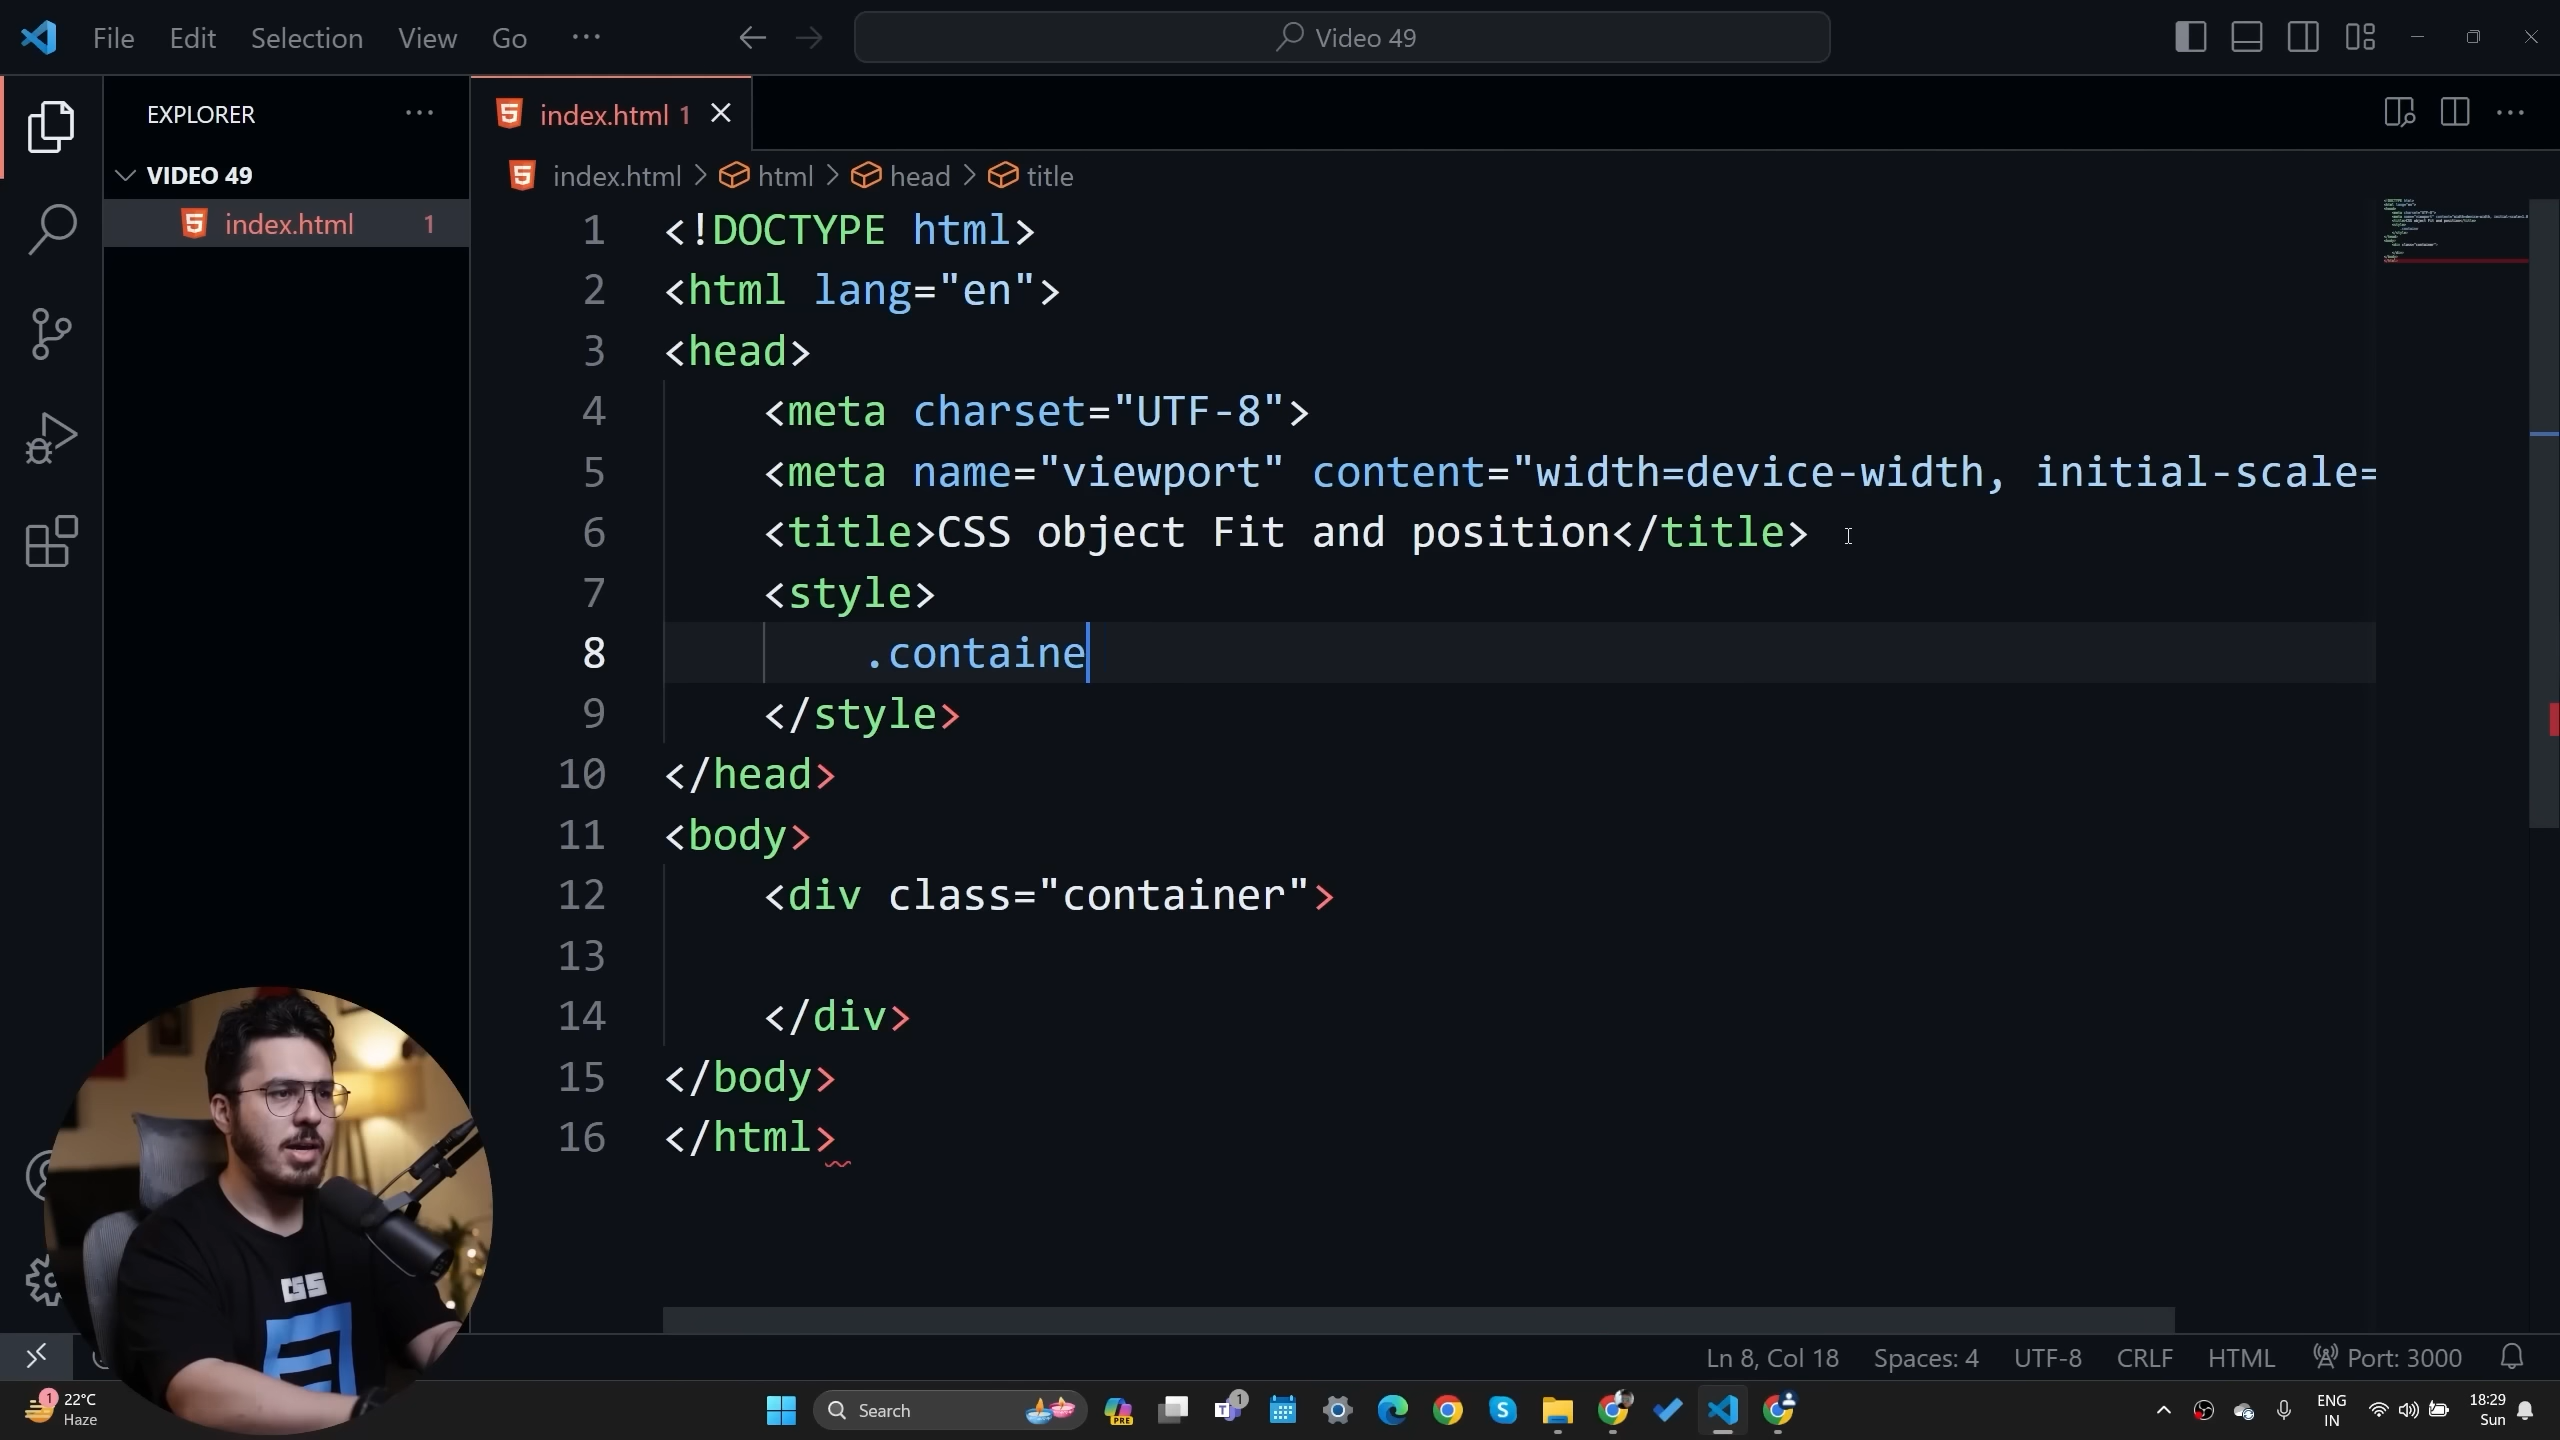 File Edit Selection View Go ···
Video 49
EXPLORER ···
index.html 1
VIDEO 49
index.html 1
index.html > html > head > title
1 <!DOCTYPE html>
2 <html lang="en">
3 <head>
4 <meta charset="UTF-8">
5 <meta name="viewport" content="width=device-width, initial-scale=
6 <title>CSS object Fit and position</title>
7 <style>
8 .containe
9 </style>
10 </head>
11 <body>
12 <div class="container">
13
14 </div>
15 </body>
16 </html>
CSS
Ln 8, Col 18 Spaces: 4 UTF-8 CRLF HTML Port: 3000
1
22°C
Haze
Search
PRE
1
ENG
IN
18:29
Sun